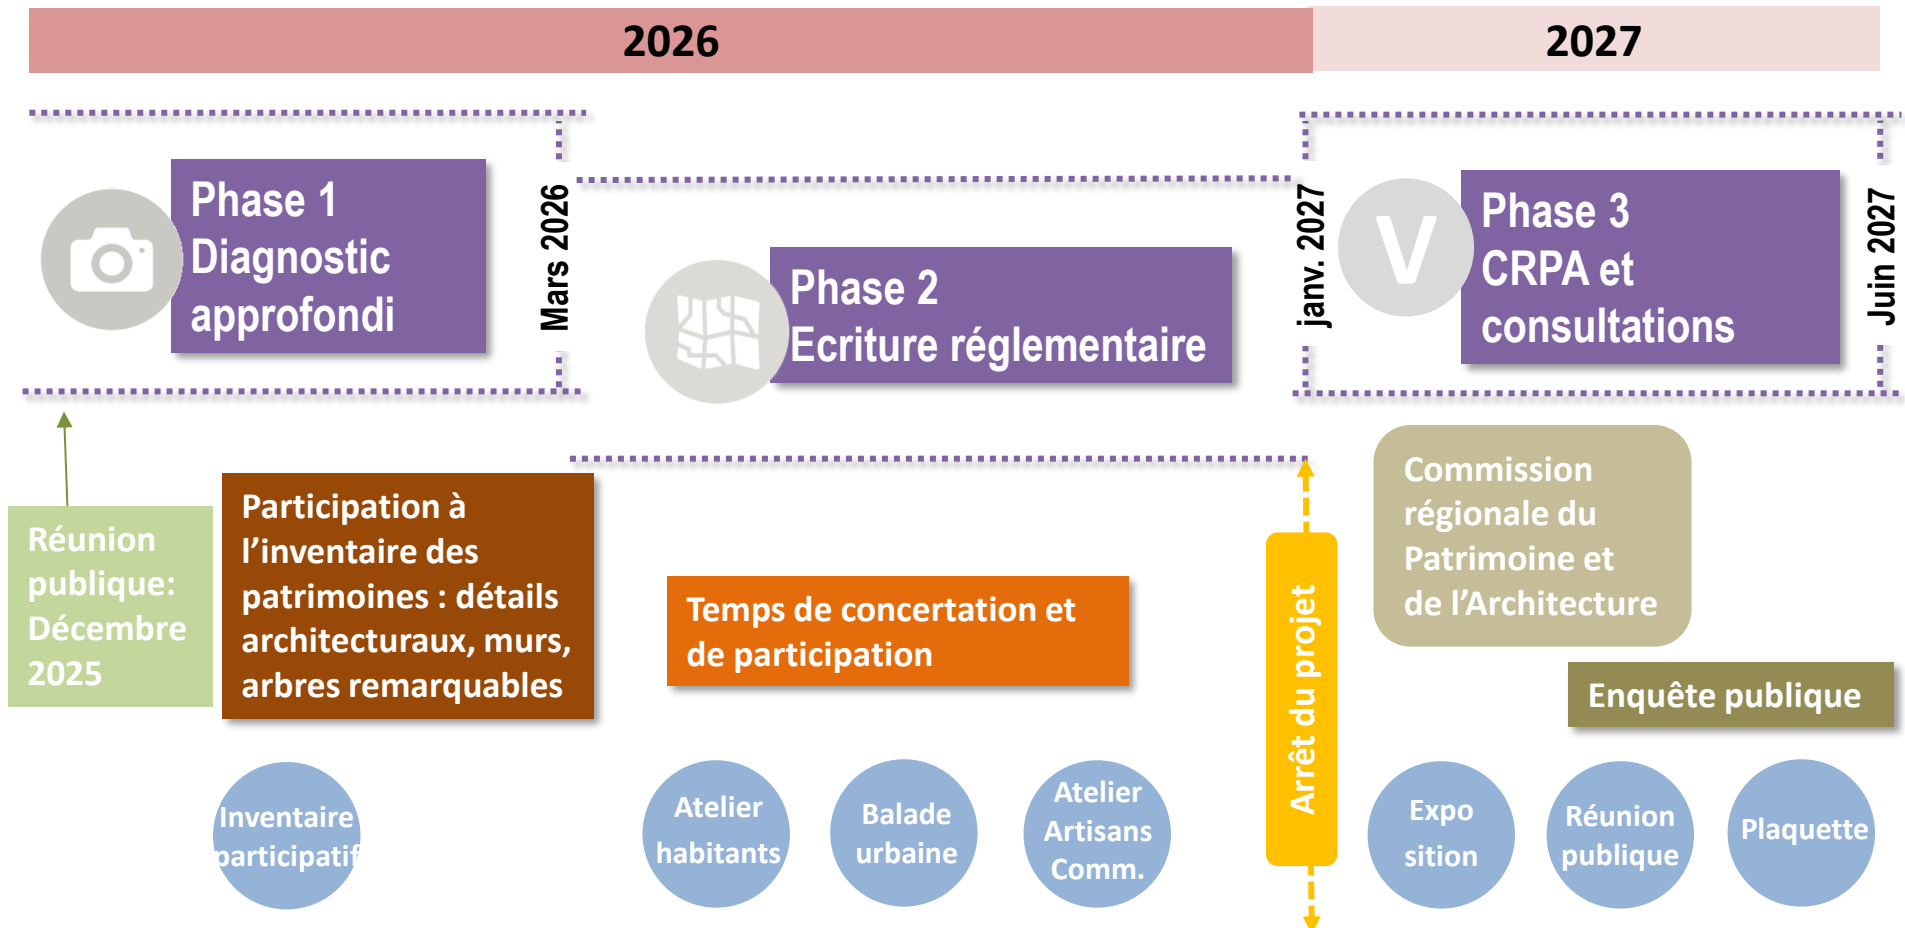 2026
2027
Phase 1
Diagnostic
approfondi
Mars 2026
Phase 2
Ecriture réglementaire
janv. 2027
V
Phase 3
CRPA et
consultations
Juin 2027
Réunion
publique:
Décembre
2025
Participation à
l’inventaire des
patrimoines : détails
architecturaux, murs,
arbres remarquables
Temps de concertation et
de participation
Arrêt du projet
Commission
régionale du
Patrimoine et
de l’Architecture
Enquête publique
Inventaire
participatif
Atelier
habitants
Balade
urbaine
Atelier
Artisans
Comm.
Expo
sition
Réunion
publique
Plaquette